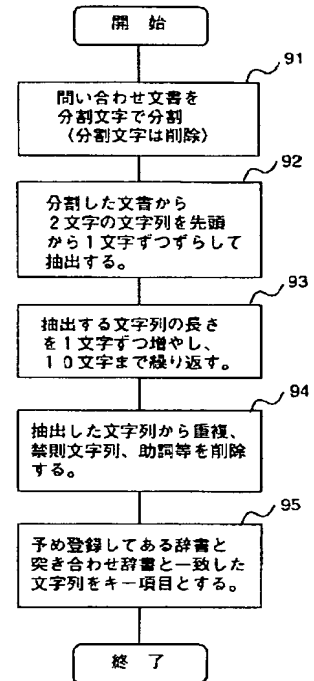 開 始
91
問い合わせ文書を
分割文字で分割
(分割文字は削除)
92
分割した文書から
2文字の文字列を先頭
から1文字ずつずらして
抽出する。
93
抽出する文字列の長さ
を1文字ずつ増やし、
10文字まで繰り返す。
94
抽出した文字列から重複、
禁則文字列、助詞等を削除
する。
95
予め登録してある辞書と
突き合わせ辞書と一致した
文字列をキー項目とする。
終 了